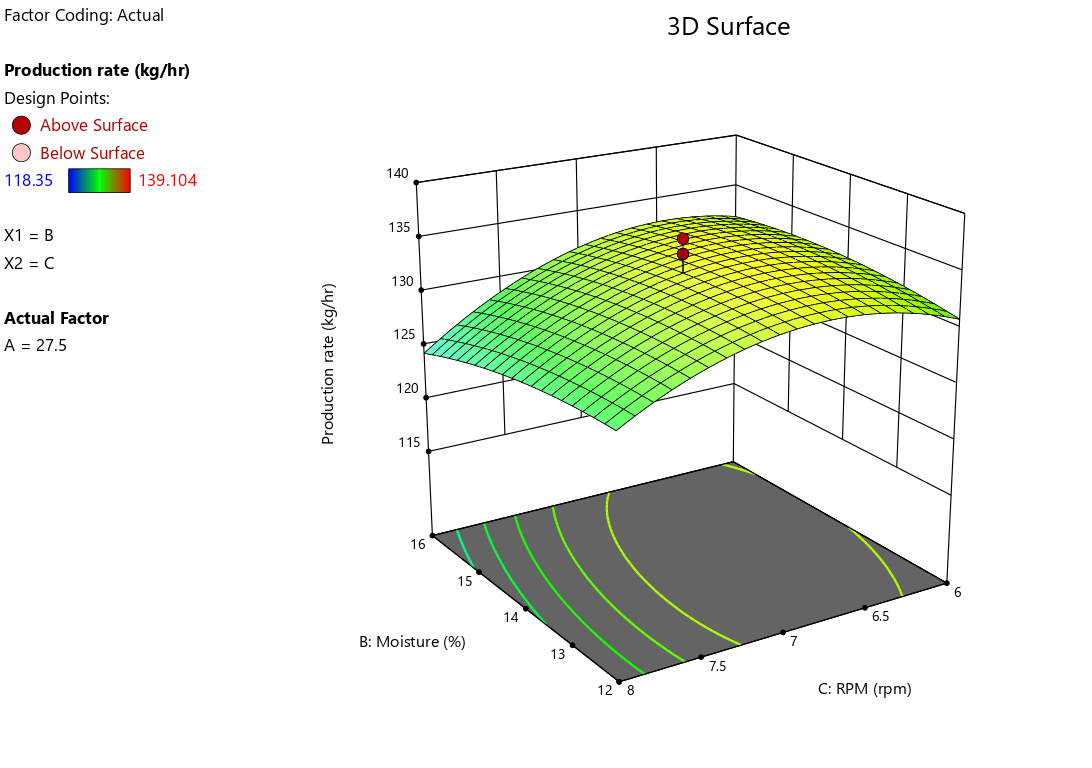 Factor Coding: Actual
3D Surface
Production rate (kg/hr)
Design Points:
Above Surface
Below Surface
118.35 139.104
X1 = B
X2 = C
Actual Factor
A = 27.5
Production rate (kg/hr)
140
135
130
125
120
115
16
15
14
13
12
B: Moisture (%)
8
7.5
7
6.5
6
C: RPM (rpm)